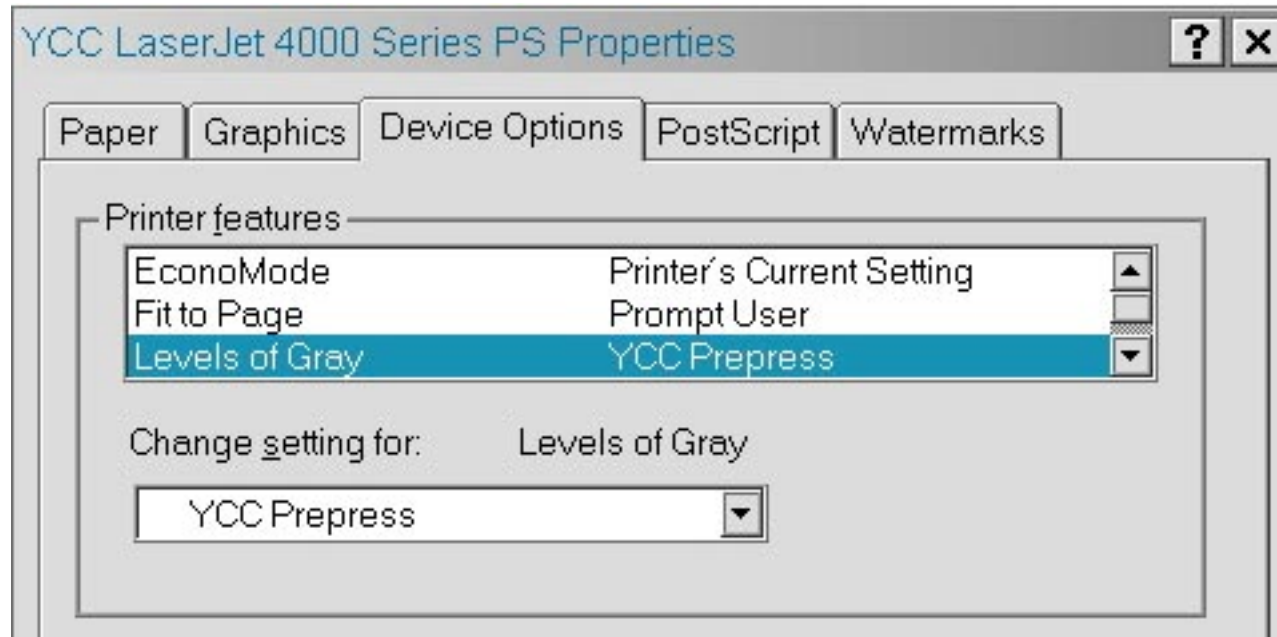 YCC LaserJet 4000 Series PS Properties ? ×
Paper Graphics Device Options PostScript Watermarks
Printer features
EconoMode Printer´s Current Setting
Fit to Page Prompt User
Levels of Gray YCC Prepress
Change setting for: Levels of Gray
YCC Prepress